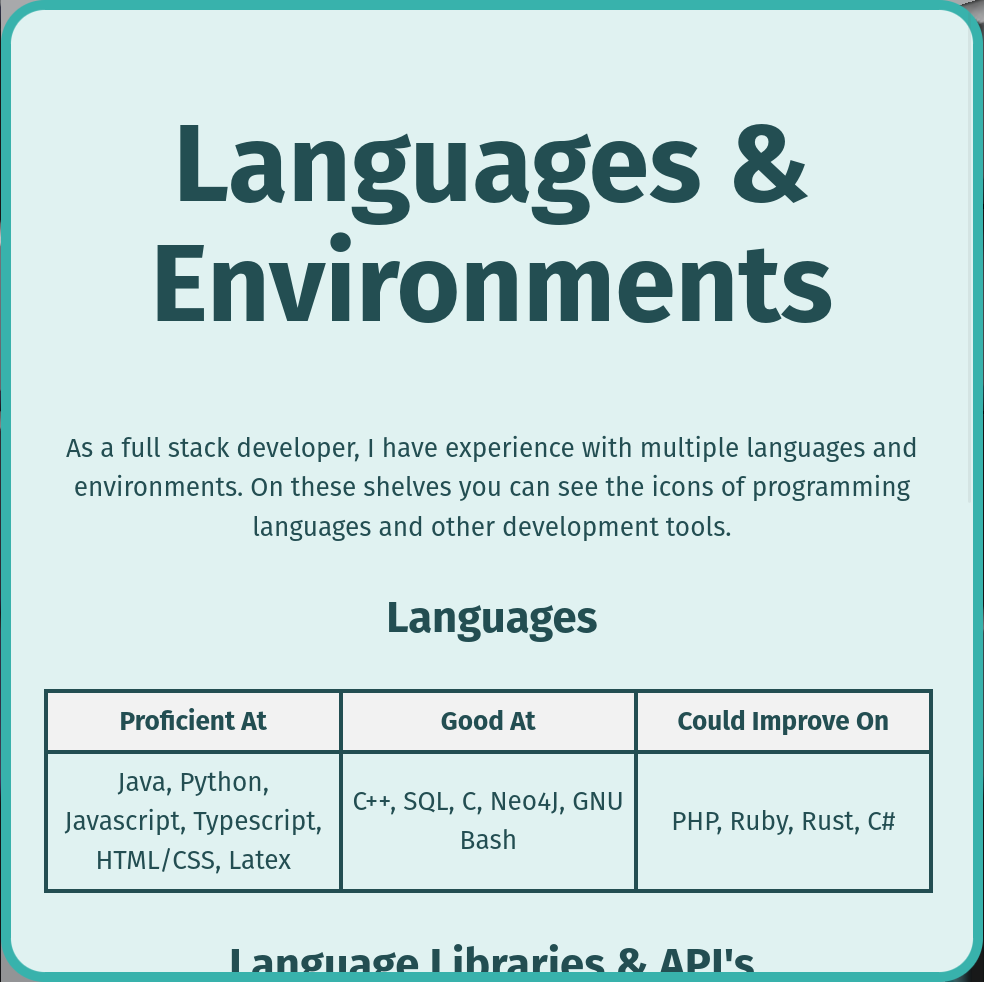 Languages &
Environments
As a full stack developer, I have experience with multiple languages and
environments. On these shelves you can see the icons of programming
languages and other development tools.
Languages
Proficient At
Good At
Could Improve On
Java, Python,
Javascript, Typescript,
HTML/CSS, Latex
C++, SQL, C, Neo4J, GNU
Bash
PHP, Ruby, Rust, C#
Language Libraries & API's